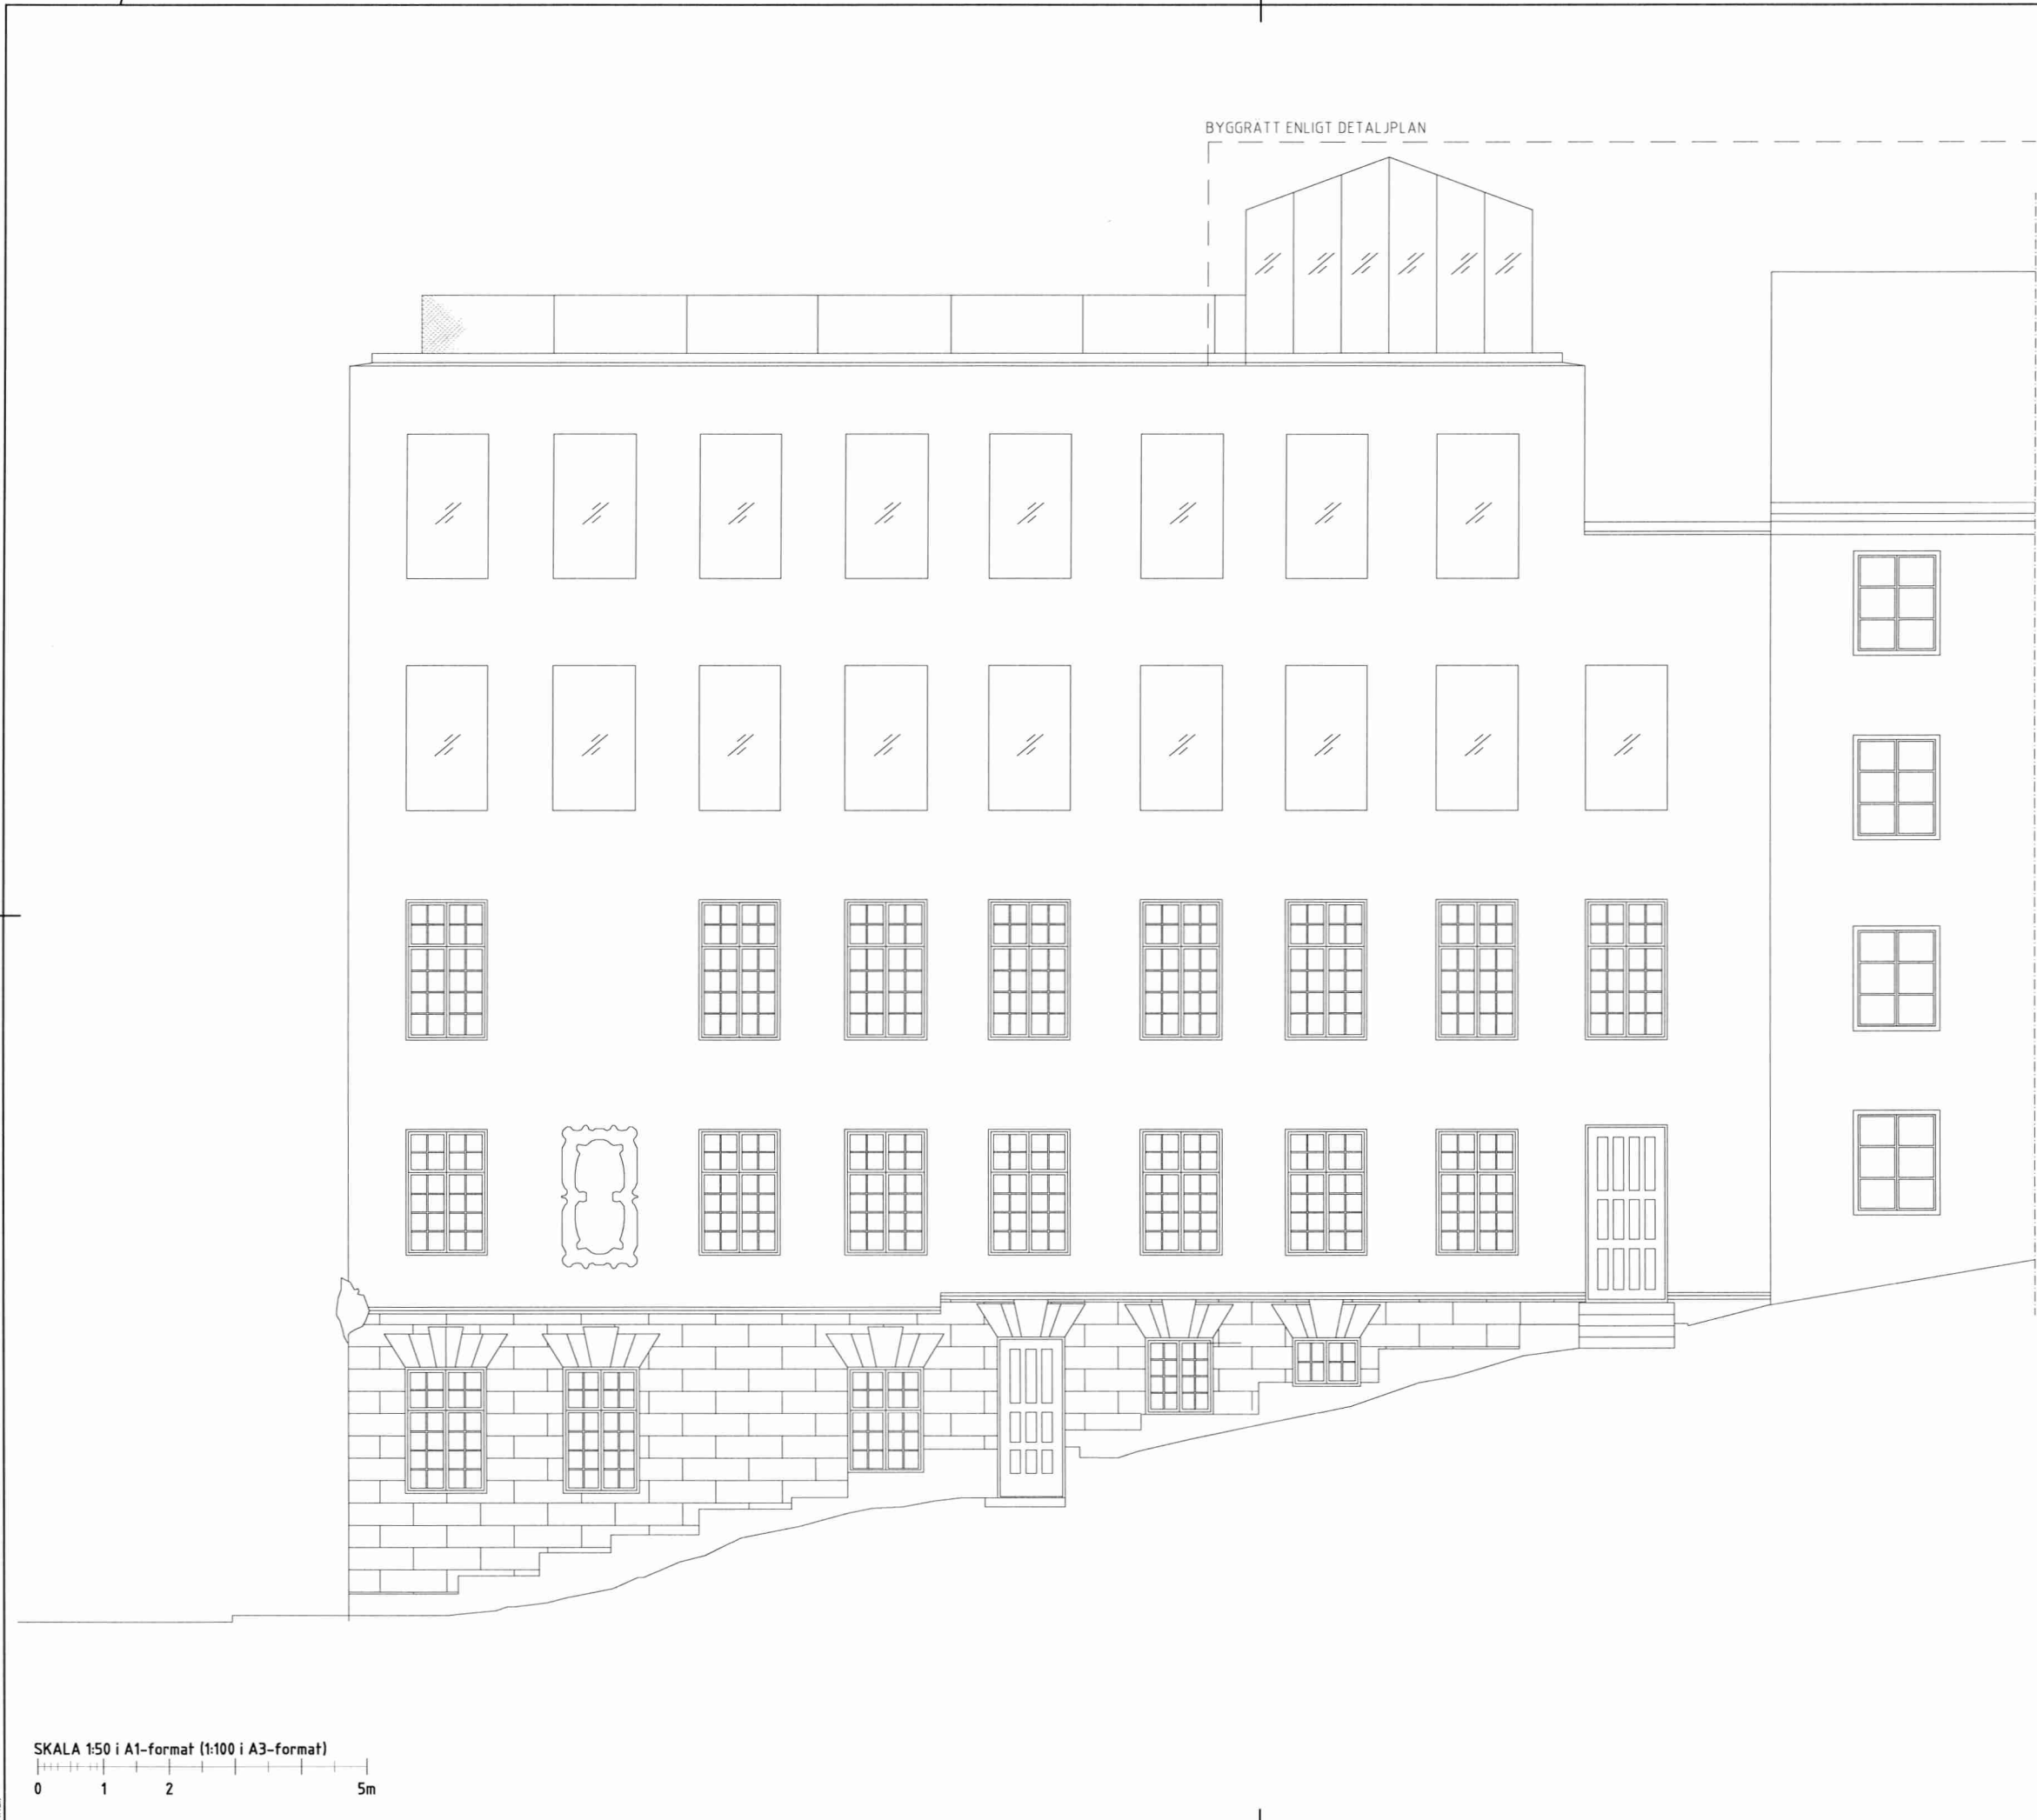 BYGGRÄTT ENLIGT DETALJPLAN
SKALA 1:50 i A1-format (1:100 i A3-format)
0 1 2 5m